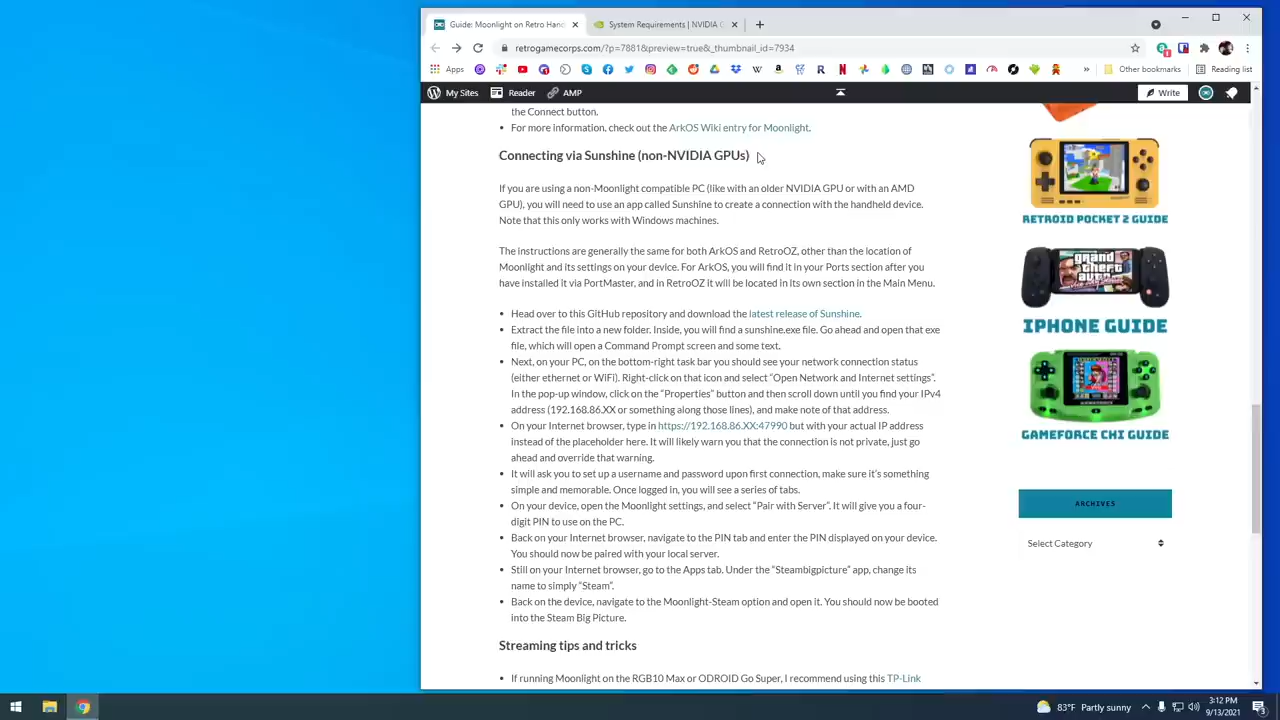 Guide: Moonlight on Retro Hand
System Requirements | NVIDIA G
retrogamecorps.com/?p=7881&preview=true&_thumbnail_id=7934
Apps
Other bookmarks
Reading list
My Sites
Reader
AMP
Write
the Connect button.
• For more information, check out the ArkOS Wiki entry for Moonlight.
Connecting via Sunshine (non-NVIDIA GPUs)
If you are using a non-Moonlight compatible PC (like with an older NVIDIA GPU or with an AMD
GPU), you will need to use an app called Sunshine to create a connection with the handheld device.
Note that this only works with Windows machines.
The instructions are generally the same for both ArkOS and RetroOZ, other than the location of
Moonlight and its settings on your device. For ArkOS, you will find it in your Ports section after you
have installed it via PortMaster, and in RetroOZ it will be located in its own section in the Main Menu.
• Head over to this GitHub repository and download the latest release of Sunshine.
• Extract the file into a new folder. Inside, you will find a sunshine.exe file. Go ahead and open that exe
file, which will open a Command Prompt screen and some text.
• Next, on your PC, on the bottom-right task bar you should see your network connection status
(either ethernet or WiFi). Right-click on that icon and select "Open Network and Internet settings".
In the pop-up window, click on the "Properties" button and then scroll down until you find your IPv4
address (192.168.86.XX or something along those lines), and make note of that address.
• On your Internet browser, type in https://192.168.86.XX:47990 but with your actual IP address
instead of the placeholder here. It will likely warn you that the connection is not private, just go
ahead and override that warning.
• It will ask you to set up a username and password upon first connection, make sure it's something
simple and memorable. Once logged in, you will see a series of tabs.
• On your device, open the Moonlight settings, and select "Pair with Server". It will give you a four-
digit PIN to use on the PC.
• Back on your Internet browser, navigate to the PIN tab and enter the PIN displayed on your device.
You should now be paired with your local server.
• Still on your Internet browser, go to the Apps tab. Under the "Steambigpicture" app, change its
name to simply "Steam".
• Back on the device, navigate to the Moonlight-Steam option and open it. You should now be booted
into the Steam Big Picture.
Streaming tips and tricks
• If running Moonlight on the RGB10 Max or ODROID Go Super, I recommend using this TP-Link
RETROID POCKET 2 GUIDE
grand
theft
auto
IPHONE GUIDE
GAMEFORCE CHI GUIDE
ARCHIVES
Select Category
83°F Partly sunny
3:12 PM
9/13/2021